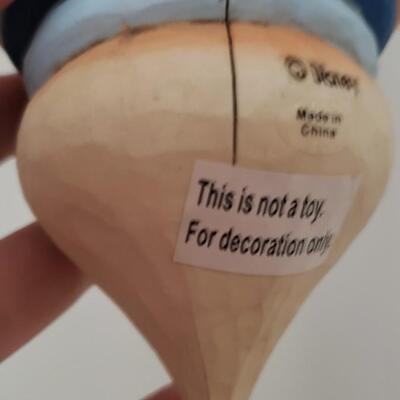 © Disney
Made in
China
This is not a toy.
For decoration only.